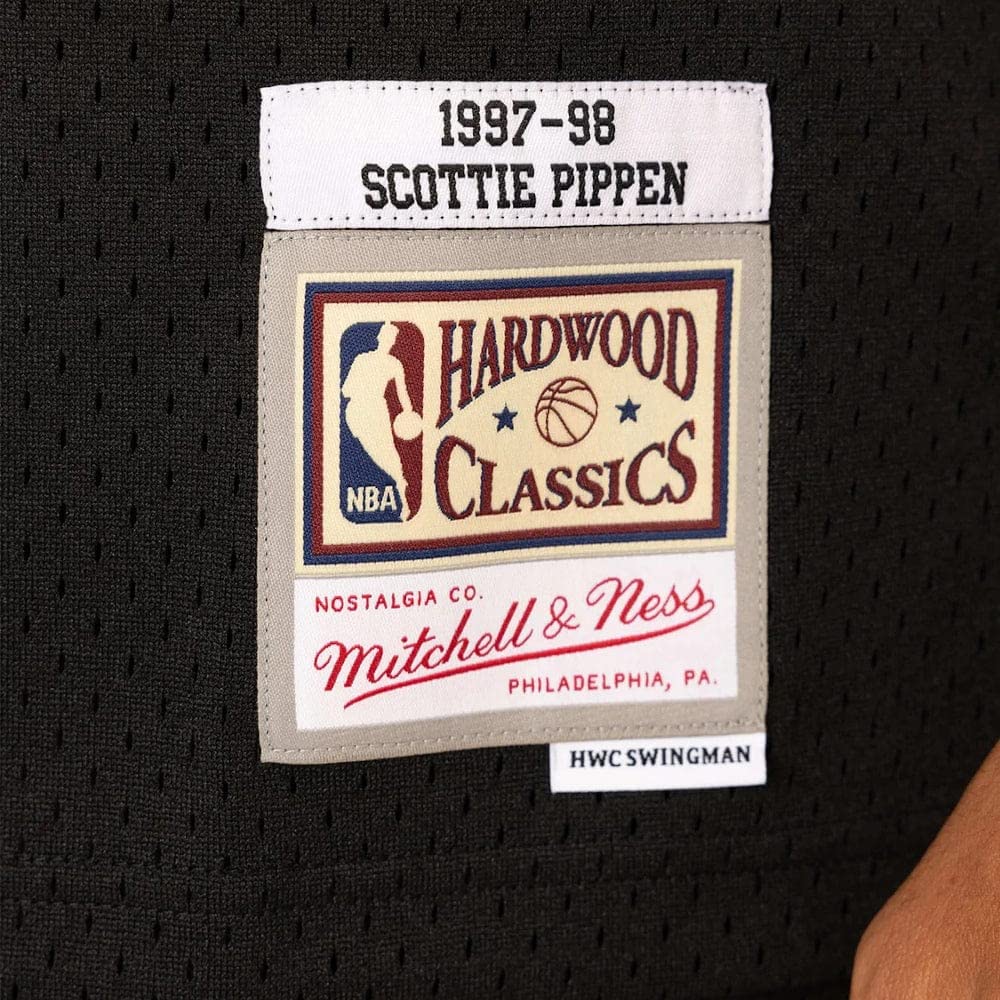 1997-98
SCOTTIE PIPPEN
HARDWOOD
CLASSICS
NBA
NOSTALGIA CO.
Mitchell & Ness
PHILADELPHIA, PA.
HWC SWINGMAN